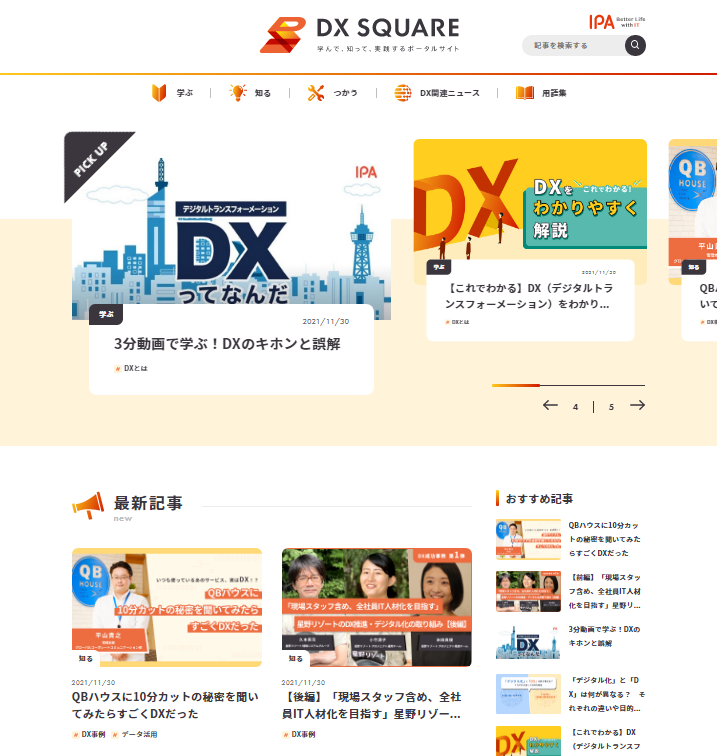 DX SQUARE
学んで、知って、実践するポータルサイト
IPA Better Life
with IT
記事を検索する
学ぶ
知る
つかう
DX関連ニュース
用語集
PICK UP
IPA
デジタルトランスフォーメーション
DX
ってなんだ
学ぶ
2021/11/30
3分動画で学ぶ！DXのキホンと誤解
# DXとは
DX
DXを これでわかる!
わかりやすく
解説
学ぶ
2021/11/30
【これでわかる】DX（デジタルトラ
ンスフォーメーション）をわかり...
# DXとは
QB
HOUSE
知る
4
5
最新記事
new
QB
HOUSE
いつも使っているあのサービス、実はDX？？
QBハウスに
10分カットの秘密を聞いてみたら
すごくDXだった
平山貴之
知る
2021/11/30
QBハウスに10分カットの秘密を聞い
てみたらすごくDXだった
# DX事例 # データ活用
DX成功事例 第1弾
「現場スタッフ含め、全社員IT人材化を目指す」
星野リゾートのDX推進・デジタル化の取り組み【後編】
知る
2021/11/30
【後編】「現場スタッフ含め、全社
員IT人材化を目指す」星野リゾー...
# DX事例
おすすめ記事
QBハウスに10分カッ
トの秘密を聞いてみた
らすごくDXだった
【前編】「現場スタッ
フ含め、全社員IT人材
化を目指す」星野リ...
3分動画で学ぶ！DXの
キホンと誤解
「デジタル化」と「D
X」は何が異なる？　そ
れぞれの違いや目的...
【これでわかる】DX
（デジタルトランスフ